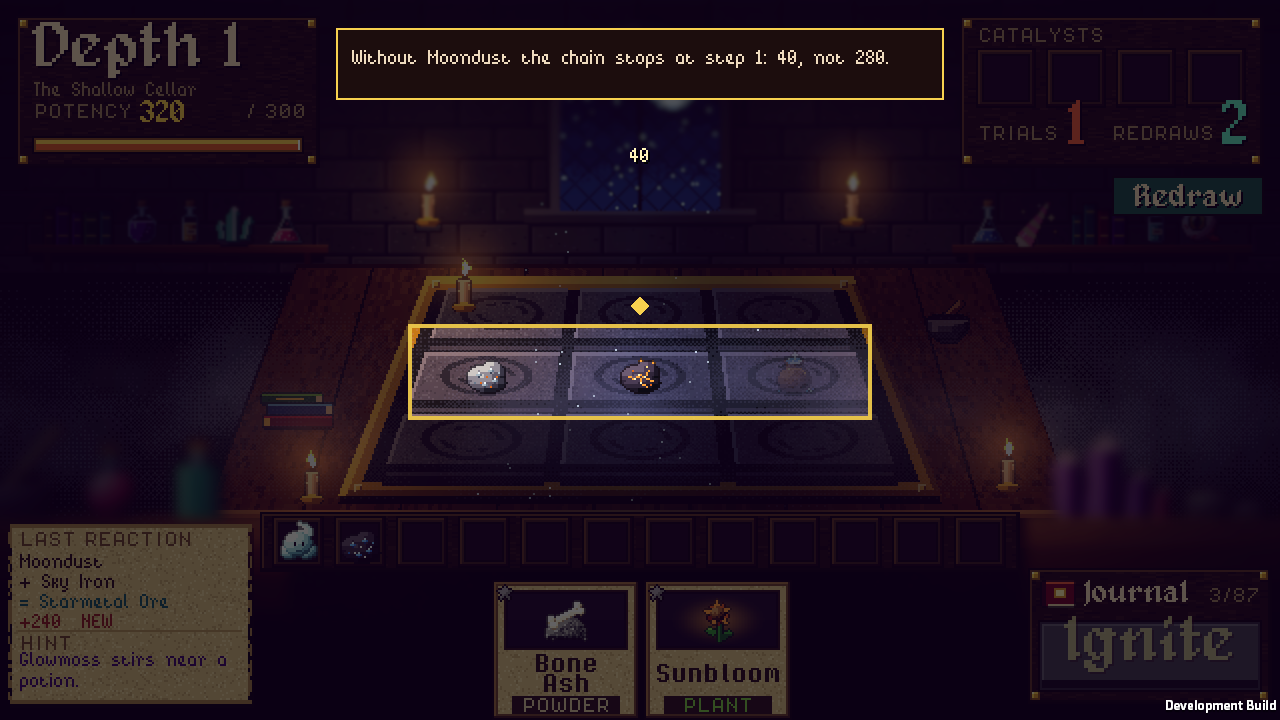 Depth 1
The Shallow Cellar
POTENCY 320 / 300
Without Moondust the chain stops at step 1: 40, not 280.
CATALYSTS
TRIALS 1 REDRAWS 2
40
Redraw
LAST REACTION
Moondust
+ Sky Iron
= Starmetal Ore
+240 NEW
HINT
Glowmoss stirs near a
potion.
Bone
Ash
POWDER
Sunbloom
PLANT
Journal 3/87
Ignite
Development Build